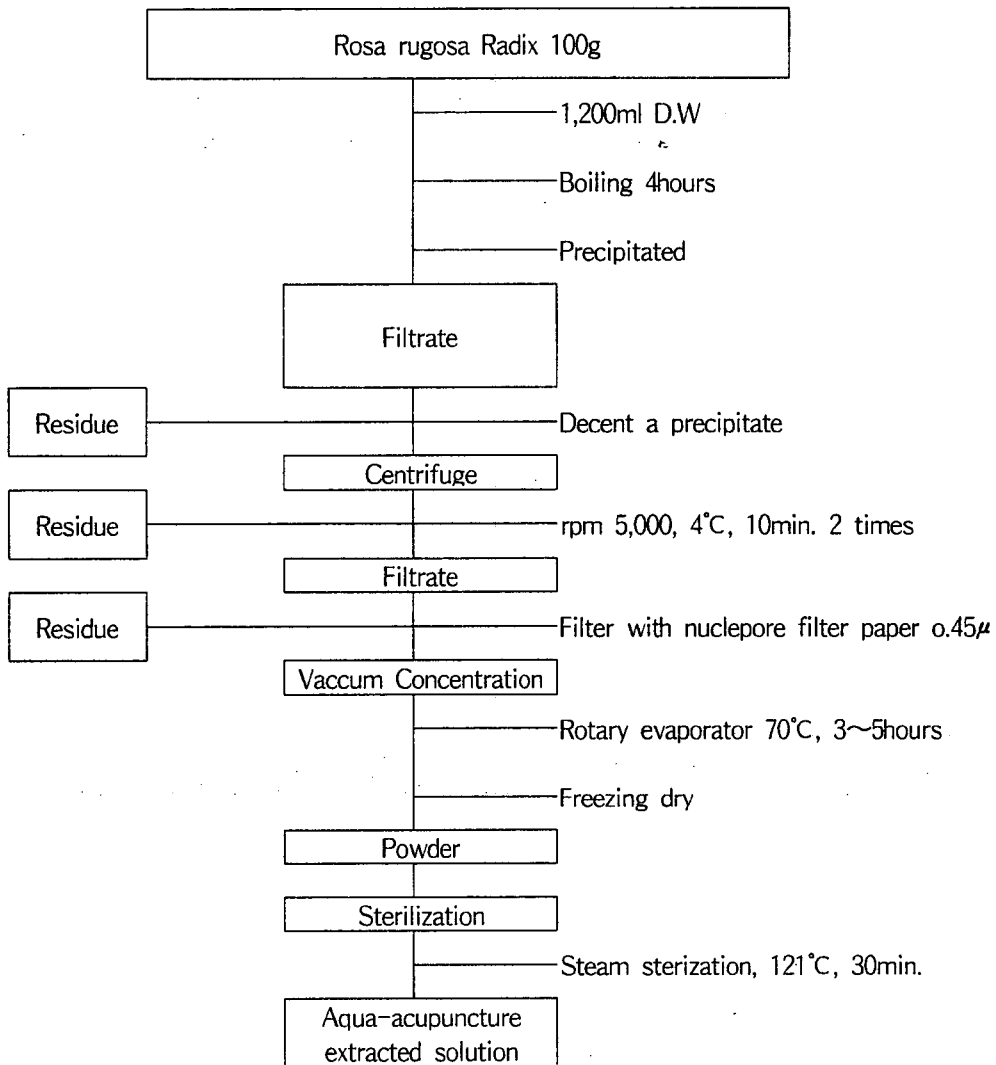 Rosa rugosa Radix 100g
1,200ml D.W
Boiling 4hours
Precipitated
Filtrate
Residue
Decent a precipitate
Centrifuge
Residue
rpm 5,000, 4℃, 10min. 2 times
Filtrate
Residue
Filter with nuclepore filter paper o.45μ
Vaccum Concentration
Rotary evaporator 70℃, 3～5hours
Freezing dry
Powder
Sterilization
Steam sterization, 121℃, 30min.
Aqua-acupuncture
extracted solution